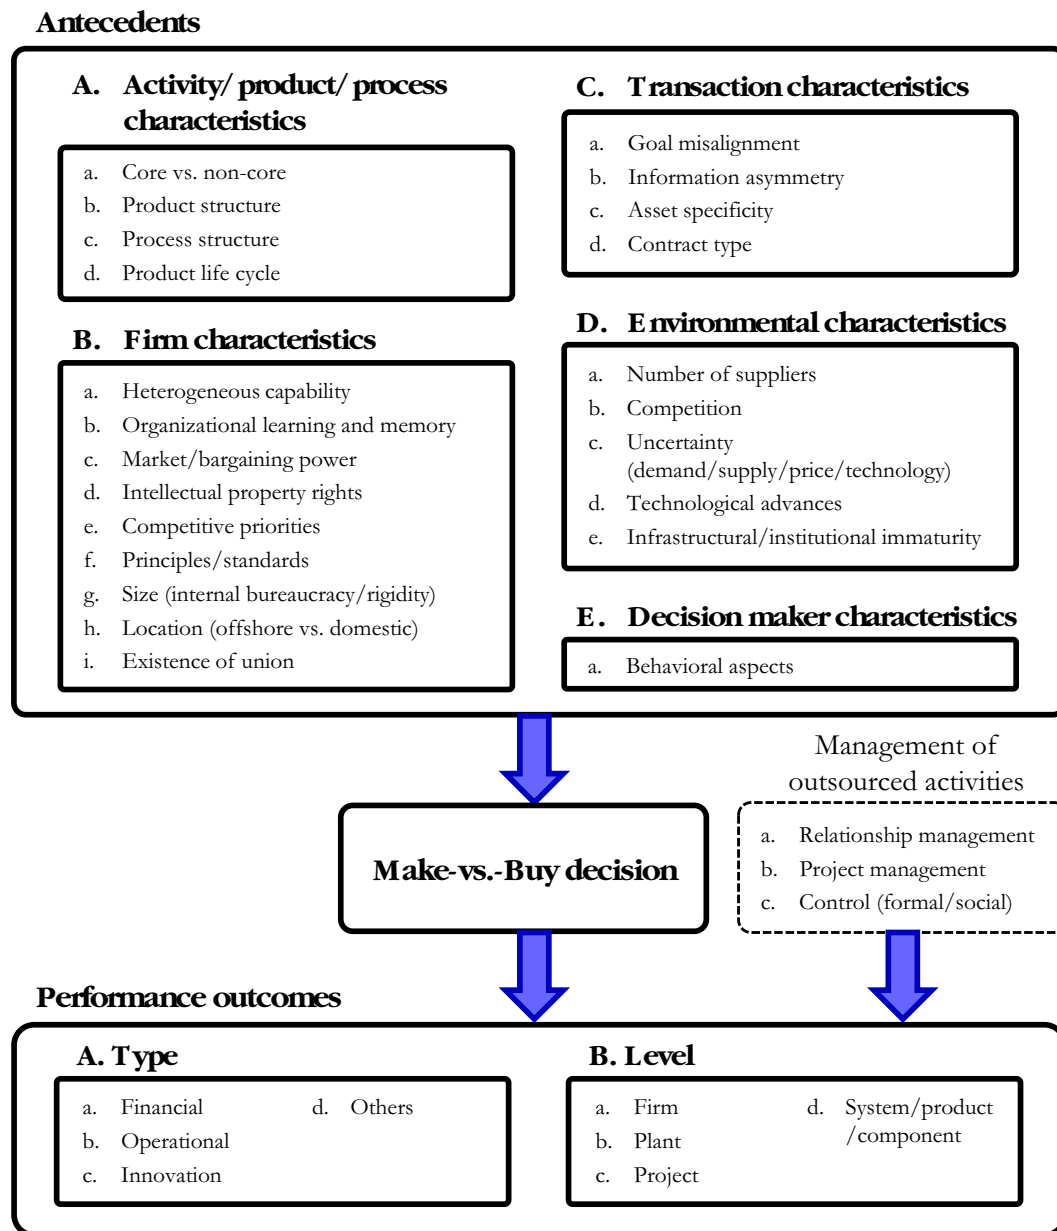 Antecedents
A. Activity/ product/ process
characteristics
a. Core vs. non-core
b. Product structure
c. Process structure
d. Product life cycle
B. Firm characteristics
a. Heterogeneous capability
b. Organizational learning and memory
c. Market/bargaining power
d. Intellectual property rights
e. Competitive priorities
f. Principles/standards
g. Size (internal bureaucracy/rigidity)
h. Location (offshore vs. domestic)
i. Existence of union
C. Transaction characteristics
a. Goal misalignment
b. Information asymmetry
c. Asset specificity
d. Contract type
D. Environmental characteristics
a. Number of suppliers
b. Competition
c. Uncertainty
(demand/supply/price/technology)
d. Technological advances
e. Infrastructural/institutional immaturity
E. Decision maker characteristics
a. Behavioral aspects
Make-vs.-Buy decision
Management of
outsourced activities
a. Relationship management
b. Project management
c. Control (formal/social)
Performance outcomes
A. Type
a. Financial
b. Operational
c. Innovation
d. Others
B. Level
a. Firm
b. Plant
c. Project
d. System/product
/component